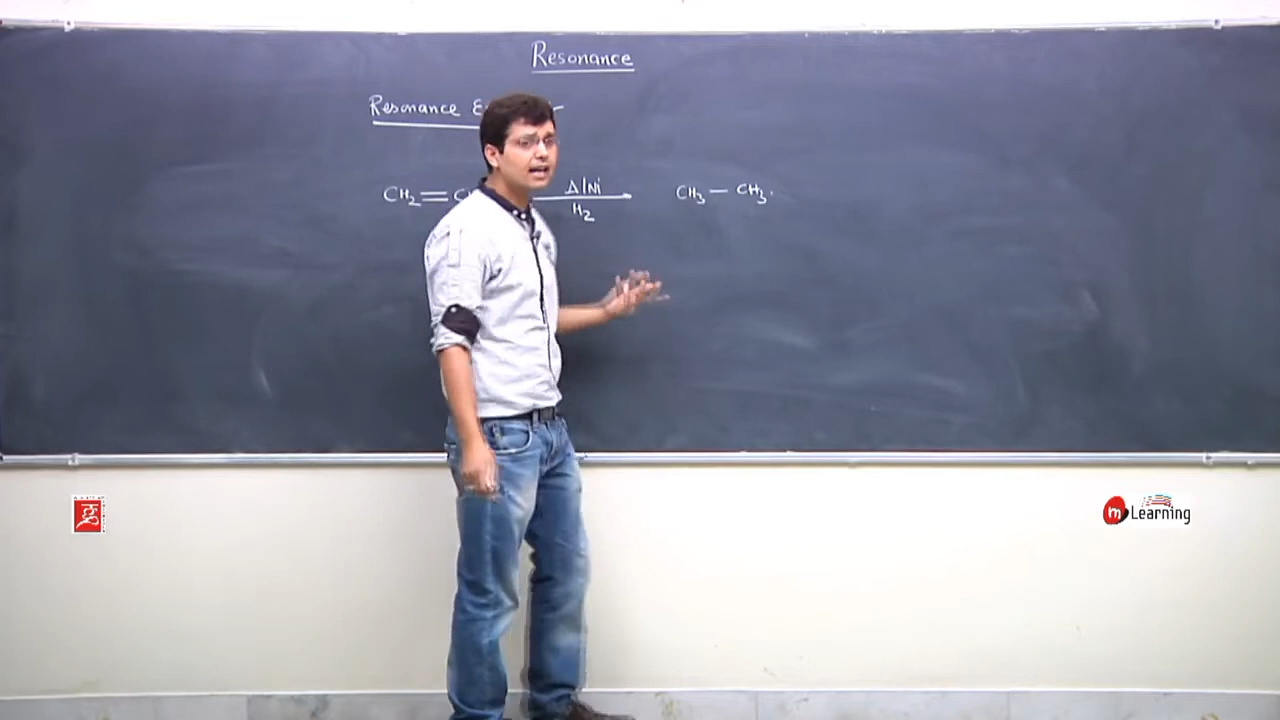 Resonance
Resonance
CH₂ = Δ/Ni CH₃ – CH₃.
H₂
m Learning